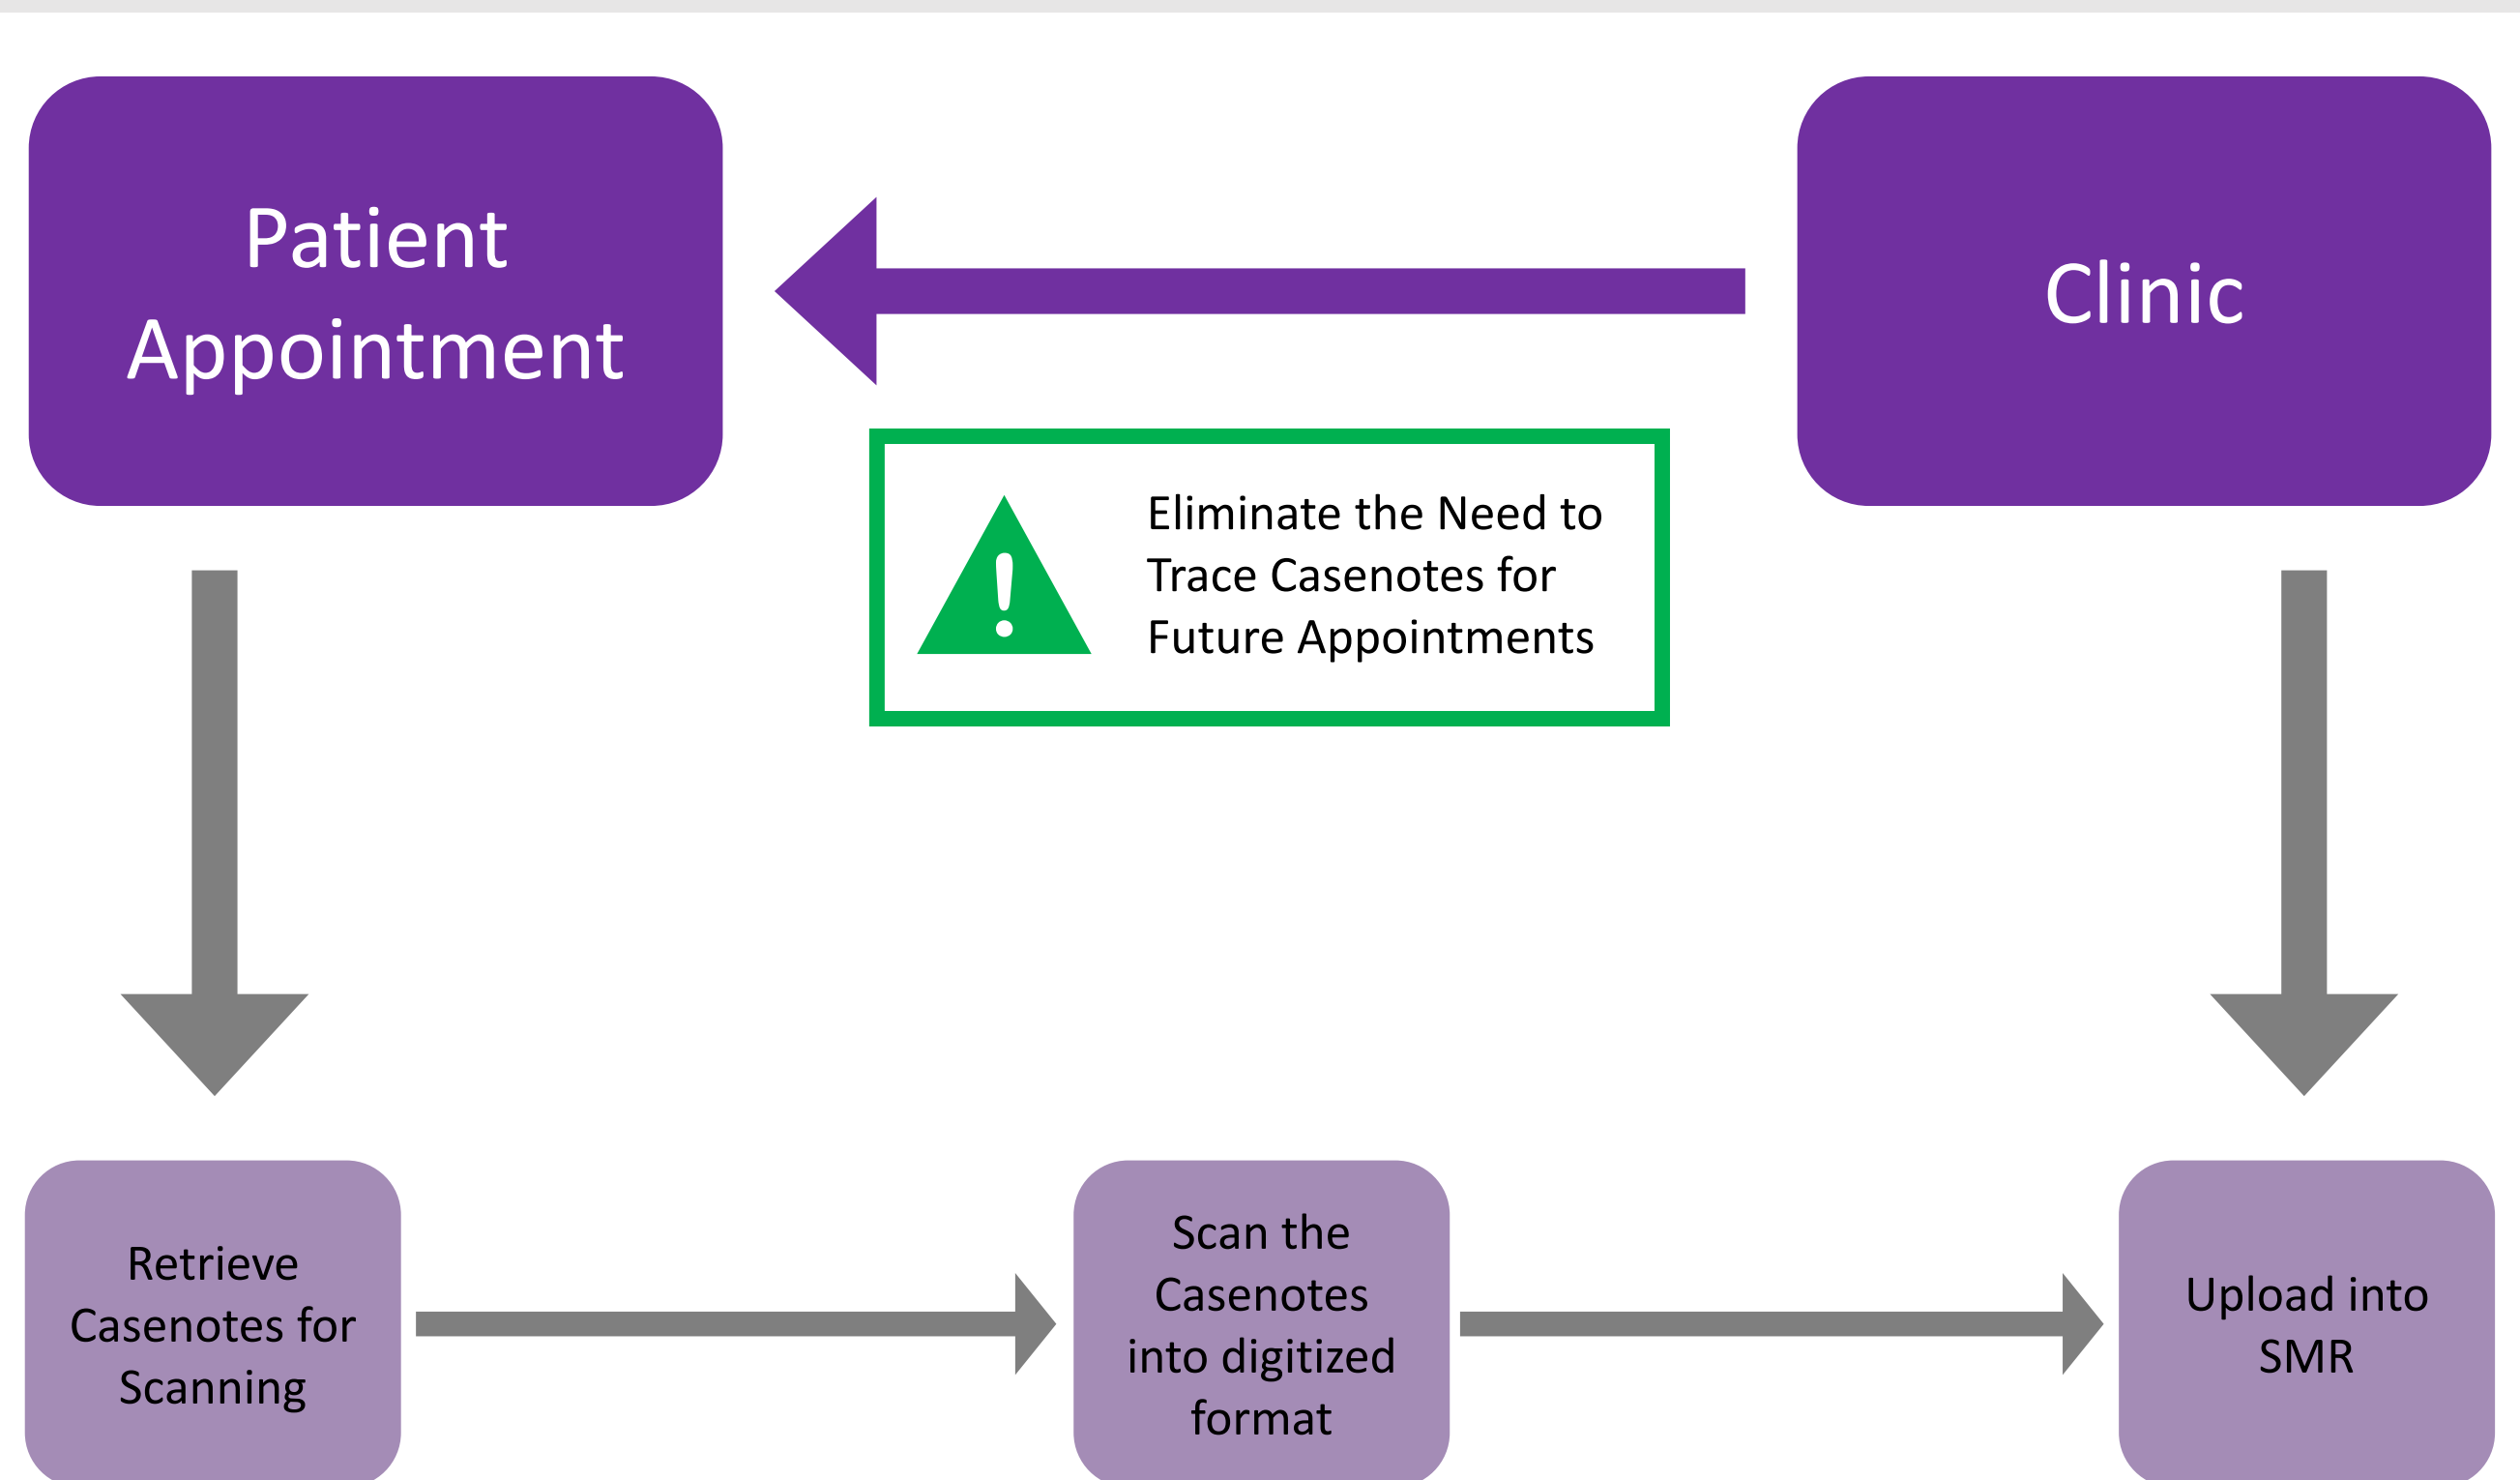 Patient
Appointment
Clinic
Eliminate the Need to
Trace Casenotes for
Future Appointments
Retrieve
Casenotes for
Scanning
Scan the
Casenotes
into digitized
format
Upload into
SMR